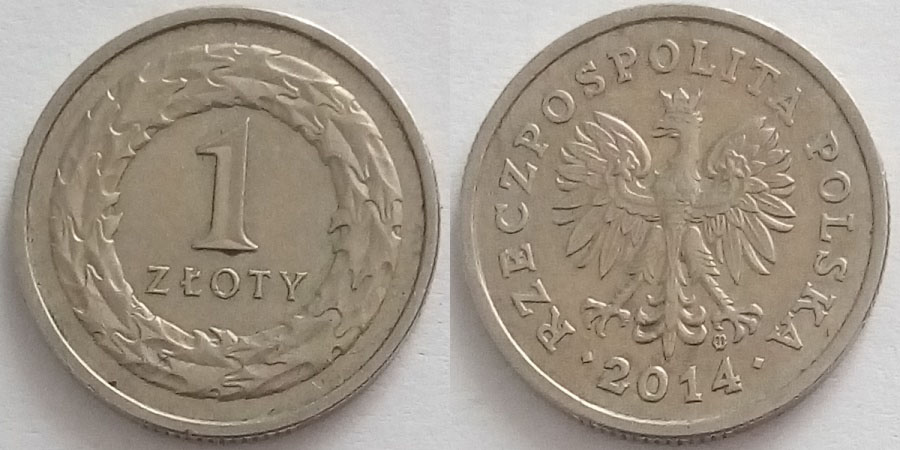 1
ZŁOTY
RZECZPOSPOLITA POLSKA
· 2014 ·